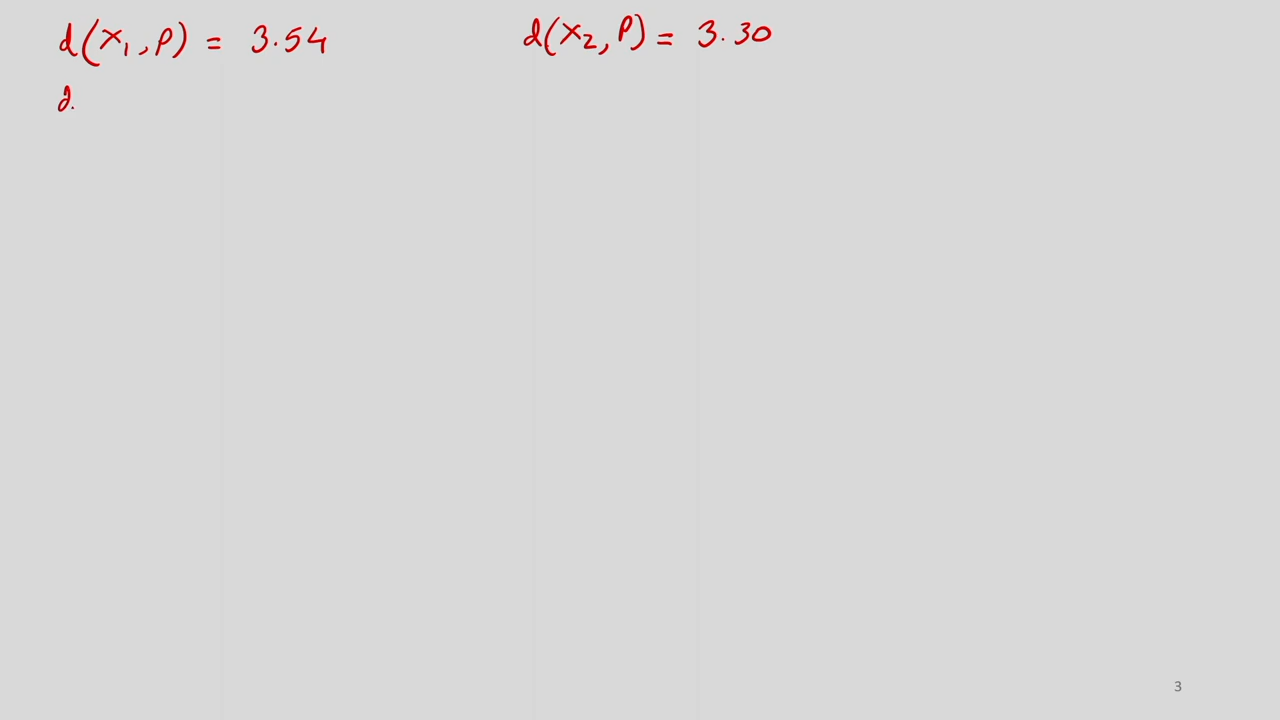 d(x₁,p) = 3.54 d(x₂,p) = 3.30
d.
3